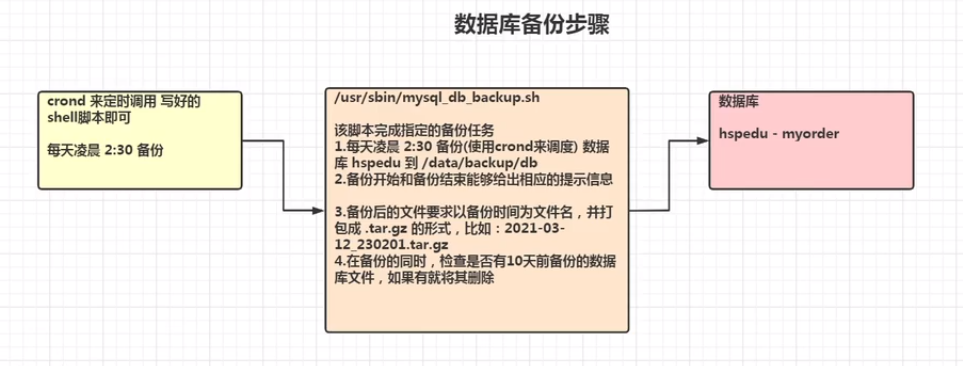 数据库备份步骤
crond 来定时调用 写好的
shell脚本即可
每天凌晨 2:30 备份
/usr/sbin/mysql_db_backup.sh
该脚本完成指定的备份任务
1.每天凌晨 2:30 备份(使用crond来调度) 数据
库 hspedu 到 /data/backup/db
2.备份开始和备份结束能够给出相应的提示信息
3.备份后的文件要求以备份时间为文件名，并打
包成 .tar.gz 的形式，比如：2021-03-
12_230201.tar.gz
4.在备份的同时，检查是否有10天前备份的数据
库文件，如果有就将其删除
数据库
hspedu - myorder